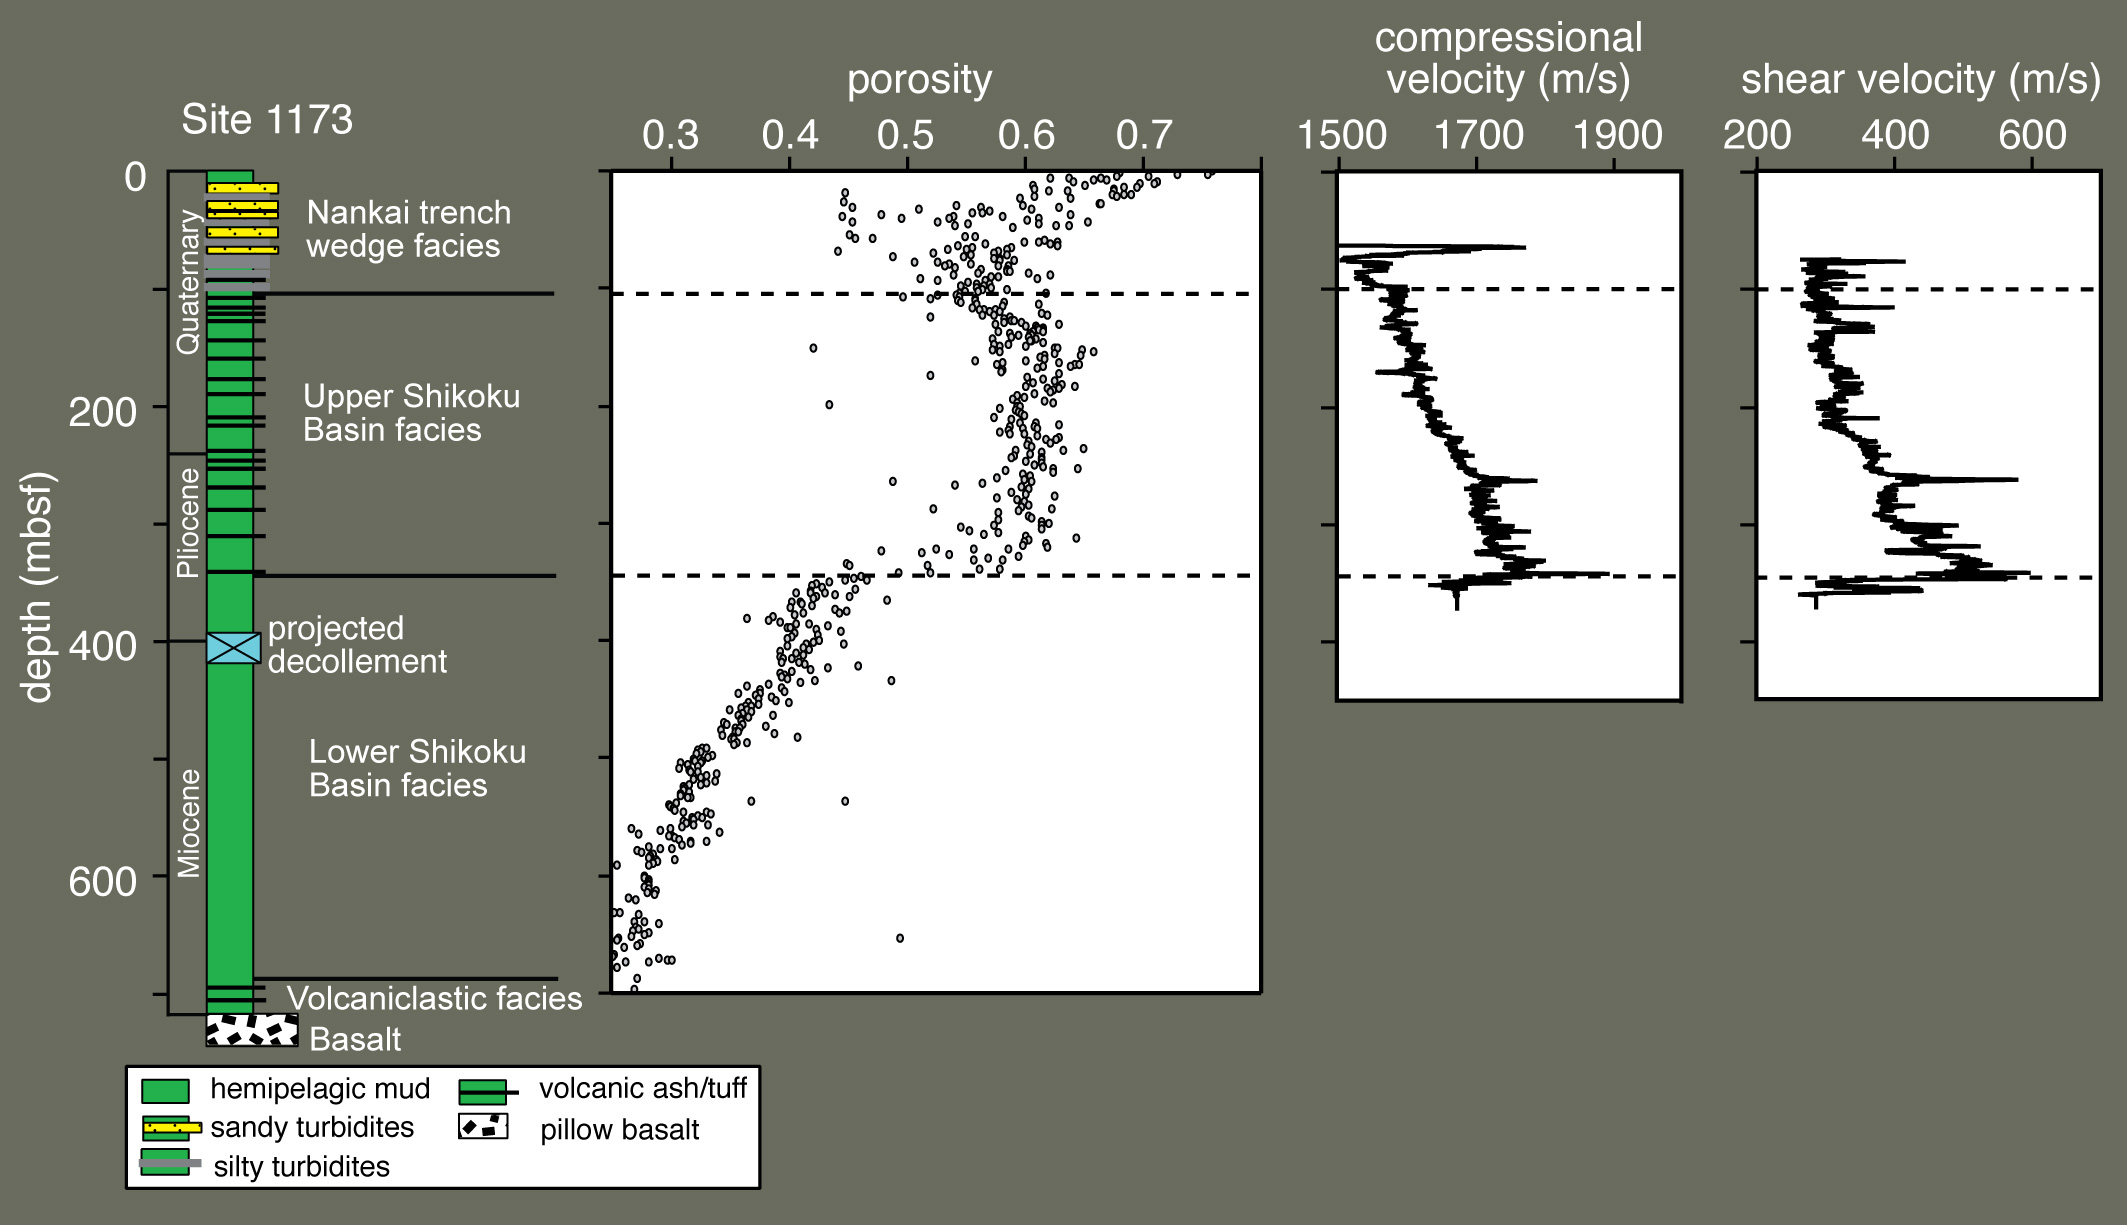 compressional
porosity
velocity (m/s)
shear velocity (m/s)
Site 1173
0.3 0.4 0.5 0.6 0.7
1500 1700 1900
200 400 600
0
200
400
600
depth (mbsf)
Quaternary
Pliocene
Miocene
Nankai trench
wedge facies
Upper Shikoku
Basin facies
projected
decollement
Lower Shikoku
Basin facies
Volcaniclastic facies
Basalt
hemipelagic mud
volcanic ash/tuff
sandy turbidites
pillow basalt
silty turbidites